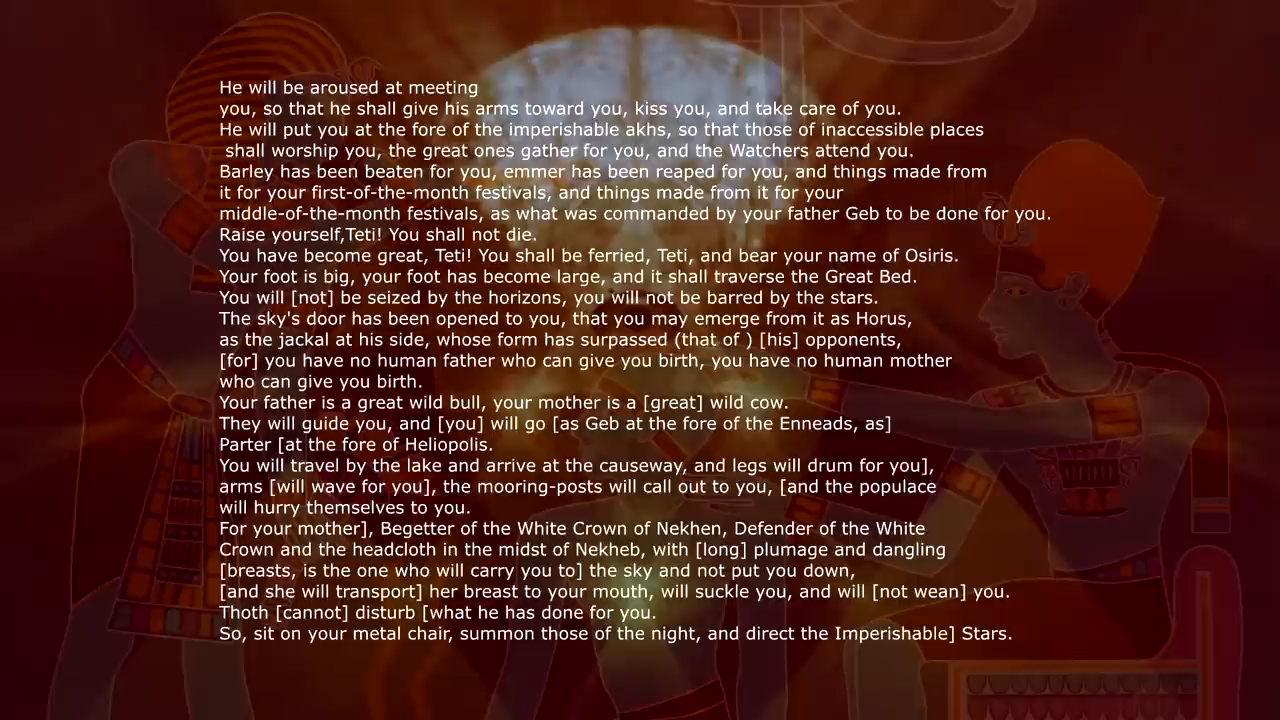 He will be aroused at meeting
you, so that he shall give his arms toward you, kiss you, and take care of you.
He will put you at the fore of the imperishable akhs, so that those of inaccessible places
shall worship you, the great ones gather for you, and the Watchers attend you.
Barley has been beaten for you, emmer has been reaped for you, and things made from
it for your first-of-the-month festivals, and things made from it for your
middle-of-the-month festivals, as what was commanded by your father Geb to be done for you.
Raise yourself,Teti! You shall not die.
You have become great, Teti! You shall be ferried, Teti, and bear your name of Osiris.
Your foot is big, your foot has become large, and it shall traverse the Great Bed.
You will [not] be seized by the horizons, you will not be barred by the stars.
The sky's door has been opened to you, that you may emerge from it as Horus,
as the jackal at his side, whose form has surpassed (that of ) [his] opponents,
[for] you have no human father who can give you birth, you have no human mother
who can give you birth.
Your father is a great wild bull, your mother is a [great] wild cow.
They will guide you, and [you] will go [as Geb at the fore of the Enneads, as]
Parter [at the fore of Heliopolis.
You will travel by the lake and arrive at the causeway, and legs will drum for you],
arms [will wave for you], the mooring-posts will call out to you, [and the populace
will hurry themselves to you.
For your mother], Begetter of the White Crown of Nekhen, Defender of the White
Crown and the headcloth in the midst of Nekheb, with [long] plumage and dangling
[breasts, is the one who will carry you to] the sky and not put you down,
[and she will transport] her breast to your mouth, will suckle you, and will [not wean] you.
Thoth [cannot] disturb [what he has done for you.
So, sit on your metal chair, summon those of the night, and direct the Imperishable] Stars.